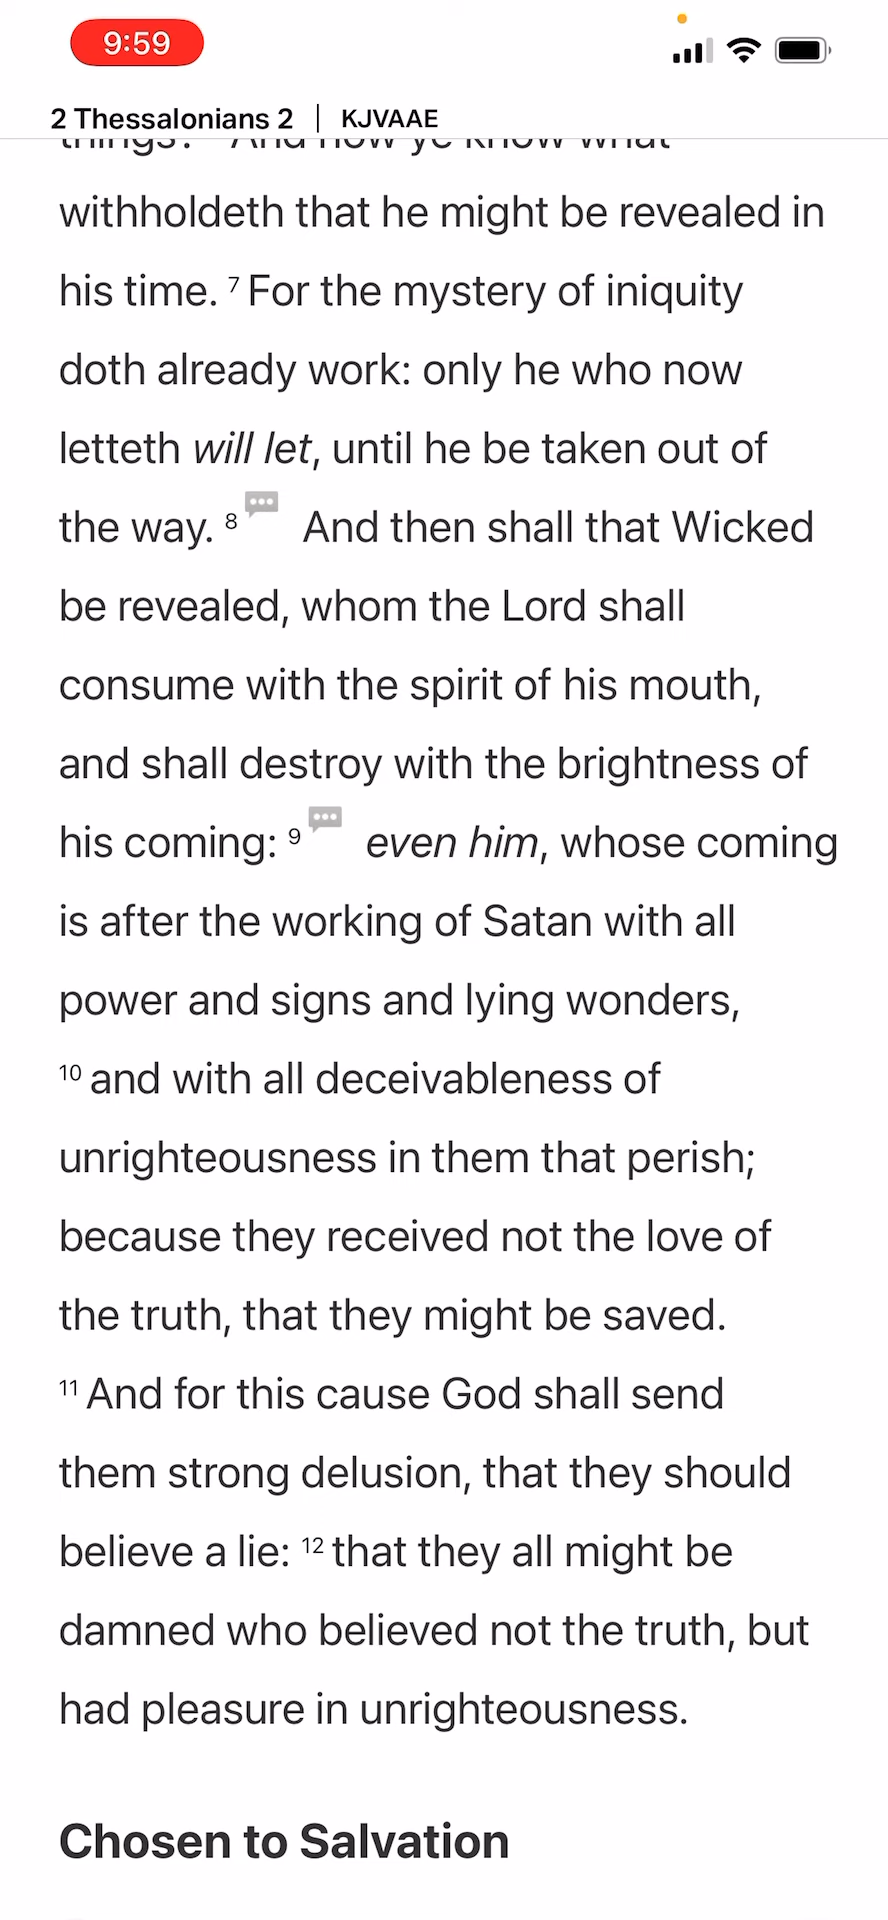 9:59
2 Thessalonians 2 | KJVAAE
things. And now ye know what
withholdeth that he might be revealed in
his time. 7 For the mystery of iniquity
doth already work: only he who now
letteth will let, until he be taken out of
the way. 8 And then shall that Wicked
be revealed, whom the Lord shall
consume with the spirit of his mouth,
and shall destroy with the brightness of
his coming: 9 even him, whose coming
is after the working of Satan with all
power and signs and lying wonders,
10 and with all deceivableness of
unrighteousness in them that perish;
because they received not the love of
the truth, that they might be saved.
11 And for this cause God shall send
them strong delusion, that they should
believe a lie: 12 that they all might be
damned who believed not the truth, but
had pleasure in unrighteousness.
Chosen to Salvation